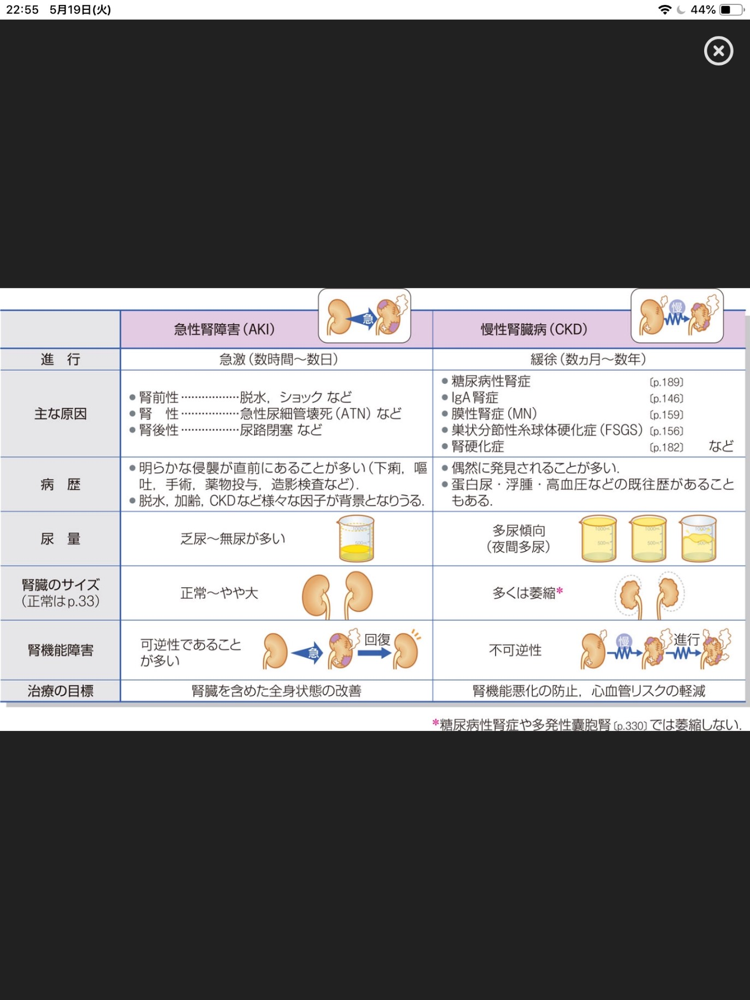 22:55 5月19日(火)
44%
急性腎障害(AKI)
急
慢性腎臓病(CKD)
慢
進 行
急激(数時間〜数日)
緩徐(数ヵ月〜数年)
主な原因
●腎前性………………脱水，ショック など
●腎 性………………急性尿細管壊死(ATN) など
●腎後性………………尿路閉塞 など
●糖尿病性腎症 〔p.189〕
●IgA腎症 〔p.146〕
●膜性腎症(MN) 〔p.159〕
●巣状分節性糸球体硬化症(FSGS) 〔p.156〕
●腎硬化症 〔p.182〕 など
病 歴
●明らかな侵襲が直前にあることが多い(下痢，嘔
吐，手術，薬物投与，造影検査など)．
●脱水，加齢，CKDなど様々な因子が背景となりうる．
●偶然に発見されることが多い．
●蛋白尿・浮腫・高血圧などの既往歴があること
もある．
尿 量
乏尿〜無尿が多い
1000mL
500mL
多尿傾向
(夜間多尿)
1000mL
500mL
1000mL
500mL
1000mL
500mL
腎臓のサイズ
(正常はp.33)
正常〜やや大
多くは萎縮*
腎機能障害
可逆性であること
が多い
急
回復
不可逆性
慢
進行
治療の目標
腎臓を含めた全身状態の改善
腎機能悪化の防止，心血管リスクの軽減
*糖尿病性腎症や多発性嚢胞腎〔p.330〕では萎縮しない．